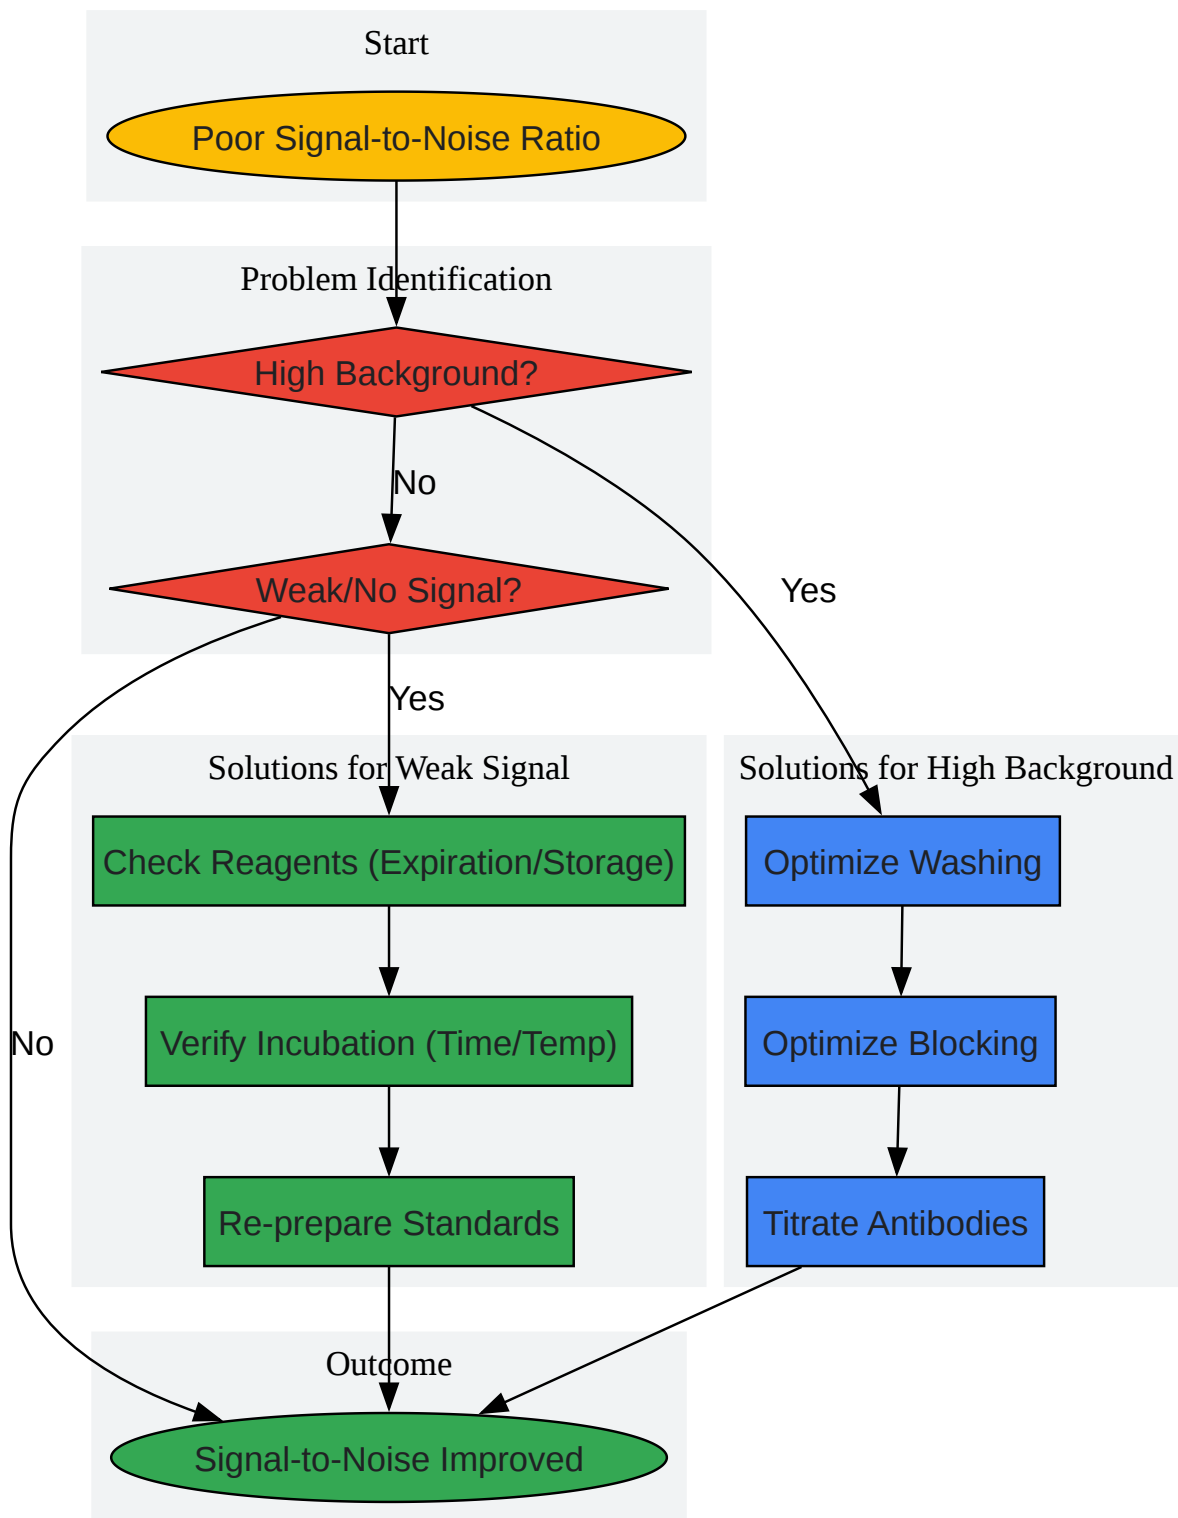 Start
Poor Signal-to-Noise Ratio
Problem Identification
High Background?
No
Yes
Weak/No Signal?
Yes
No
Solutions for Weak Signal
Check Reagents (Expiration/Storage)
Verify Incubation (Time/Temp)
Re-prepare Standards
Solutions for High Background
Optimize Washing
Optimize Blocking
Titrate Antibodies
Outcome
Signal-to-Noise Improved